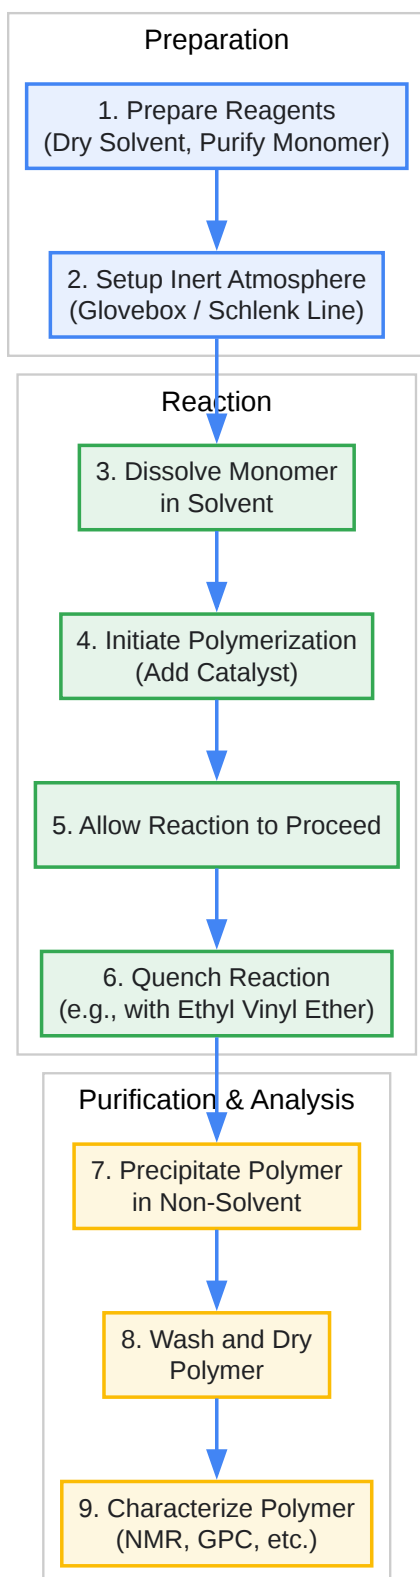 Preparation
1. Prepare Reagents
(Dry Solvent, Purify Monomer)
2. Setup Inert Atmosphere
(Glovebox / Schlenk Line)
Reaction
3. Dissolve Monomer
in Solvent
4. Initiate Polymerization
(Add Catalyst)
5. Allow Reaction to Proceed
6. Quench Reaction
(e.g., with Ethyl Vinyl Ether)
Purification & Analysis
7. Precipitate Polymer
in Non-Solvent
8. Wash and Dry
Polymer
9. Characterize Polymer
(NMR, GPC, etc.)